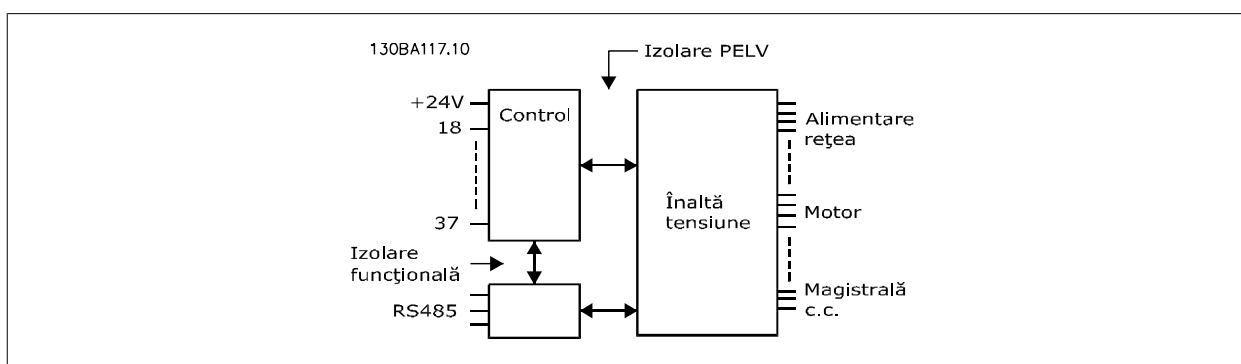 130BA117.10
Izolare PELV
+24V
18
37
Control
Înaltă
tensiune
Alimentare
reţea
Motor
Magistrală
c.c.
Izolare
funcţională
RS485